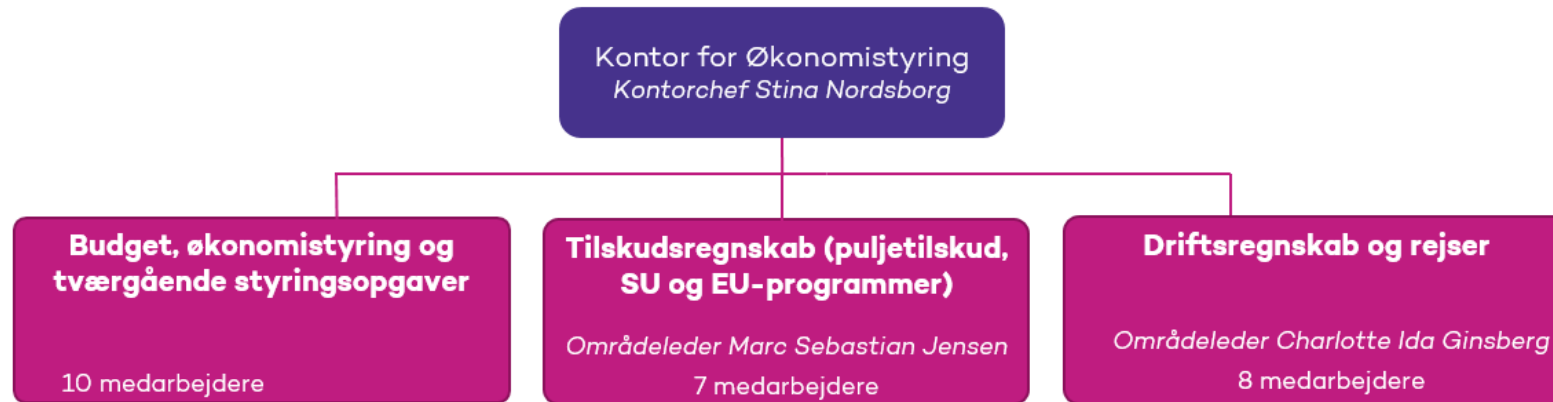 Kontor for Økonomistyring
Kontorchef Stina Nordsborg
Budget, økonomistyring og
tværgående styringsopgaver
10 medarbejdere
Tilskudsregnskab (puljetilskud,
SU og EU-programmer)
Områdeleder Marc Sebastian Jensen
7 medarbejdere
Driftsregnskab og rejser
Områdeleder Charlotte Ida Ginsberg
8 medarbejdere